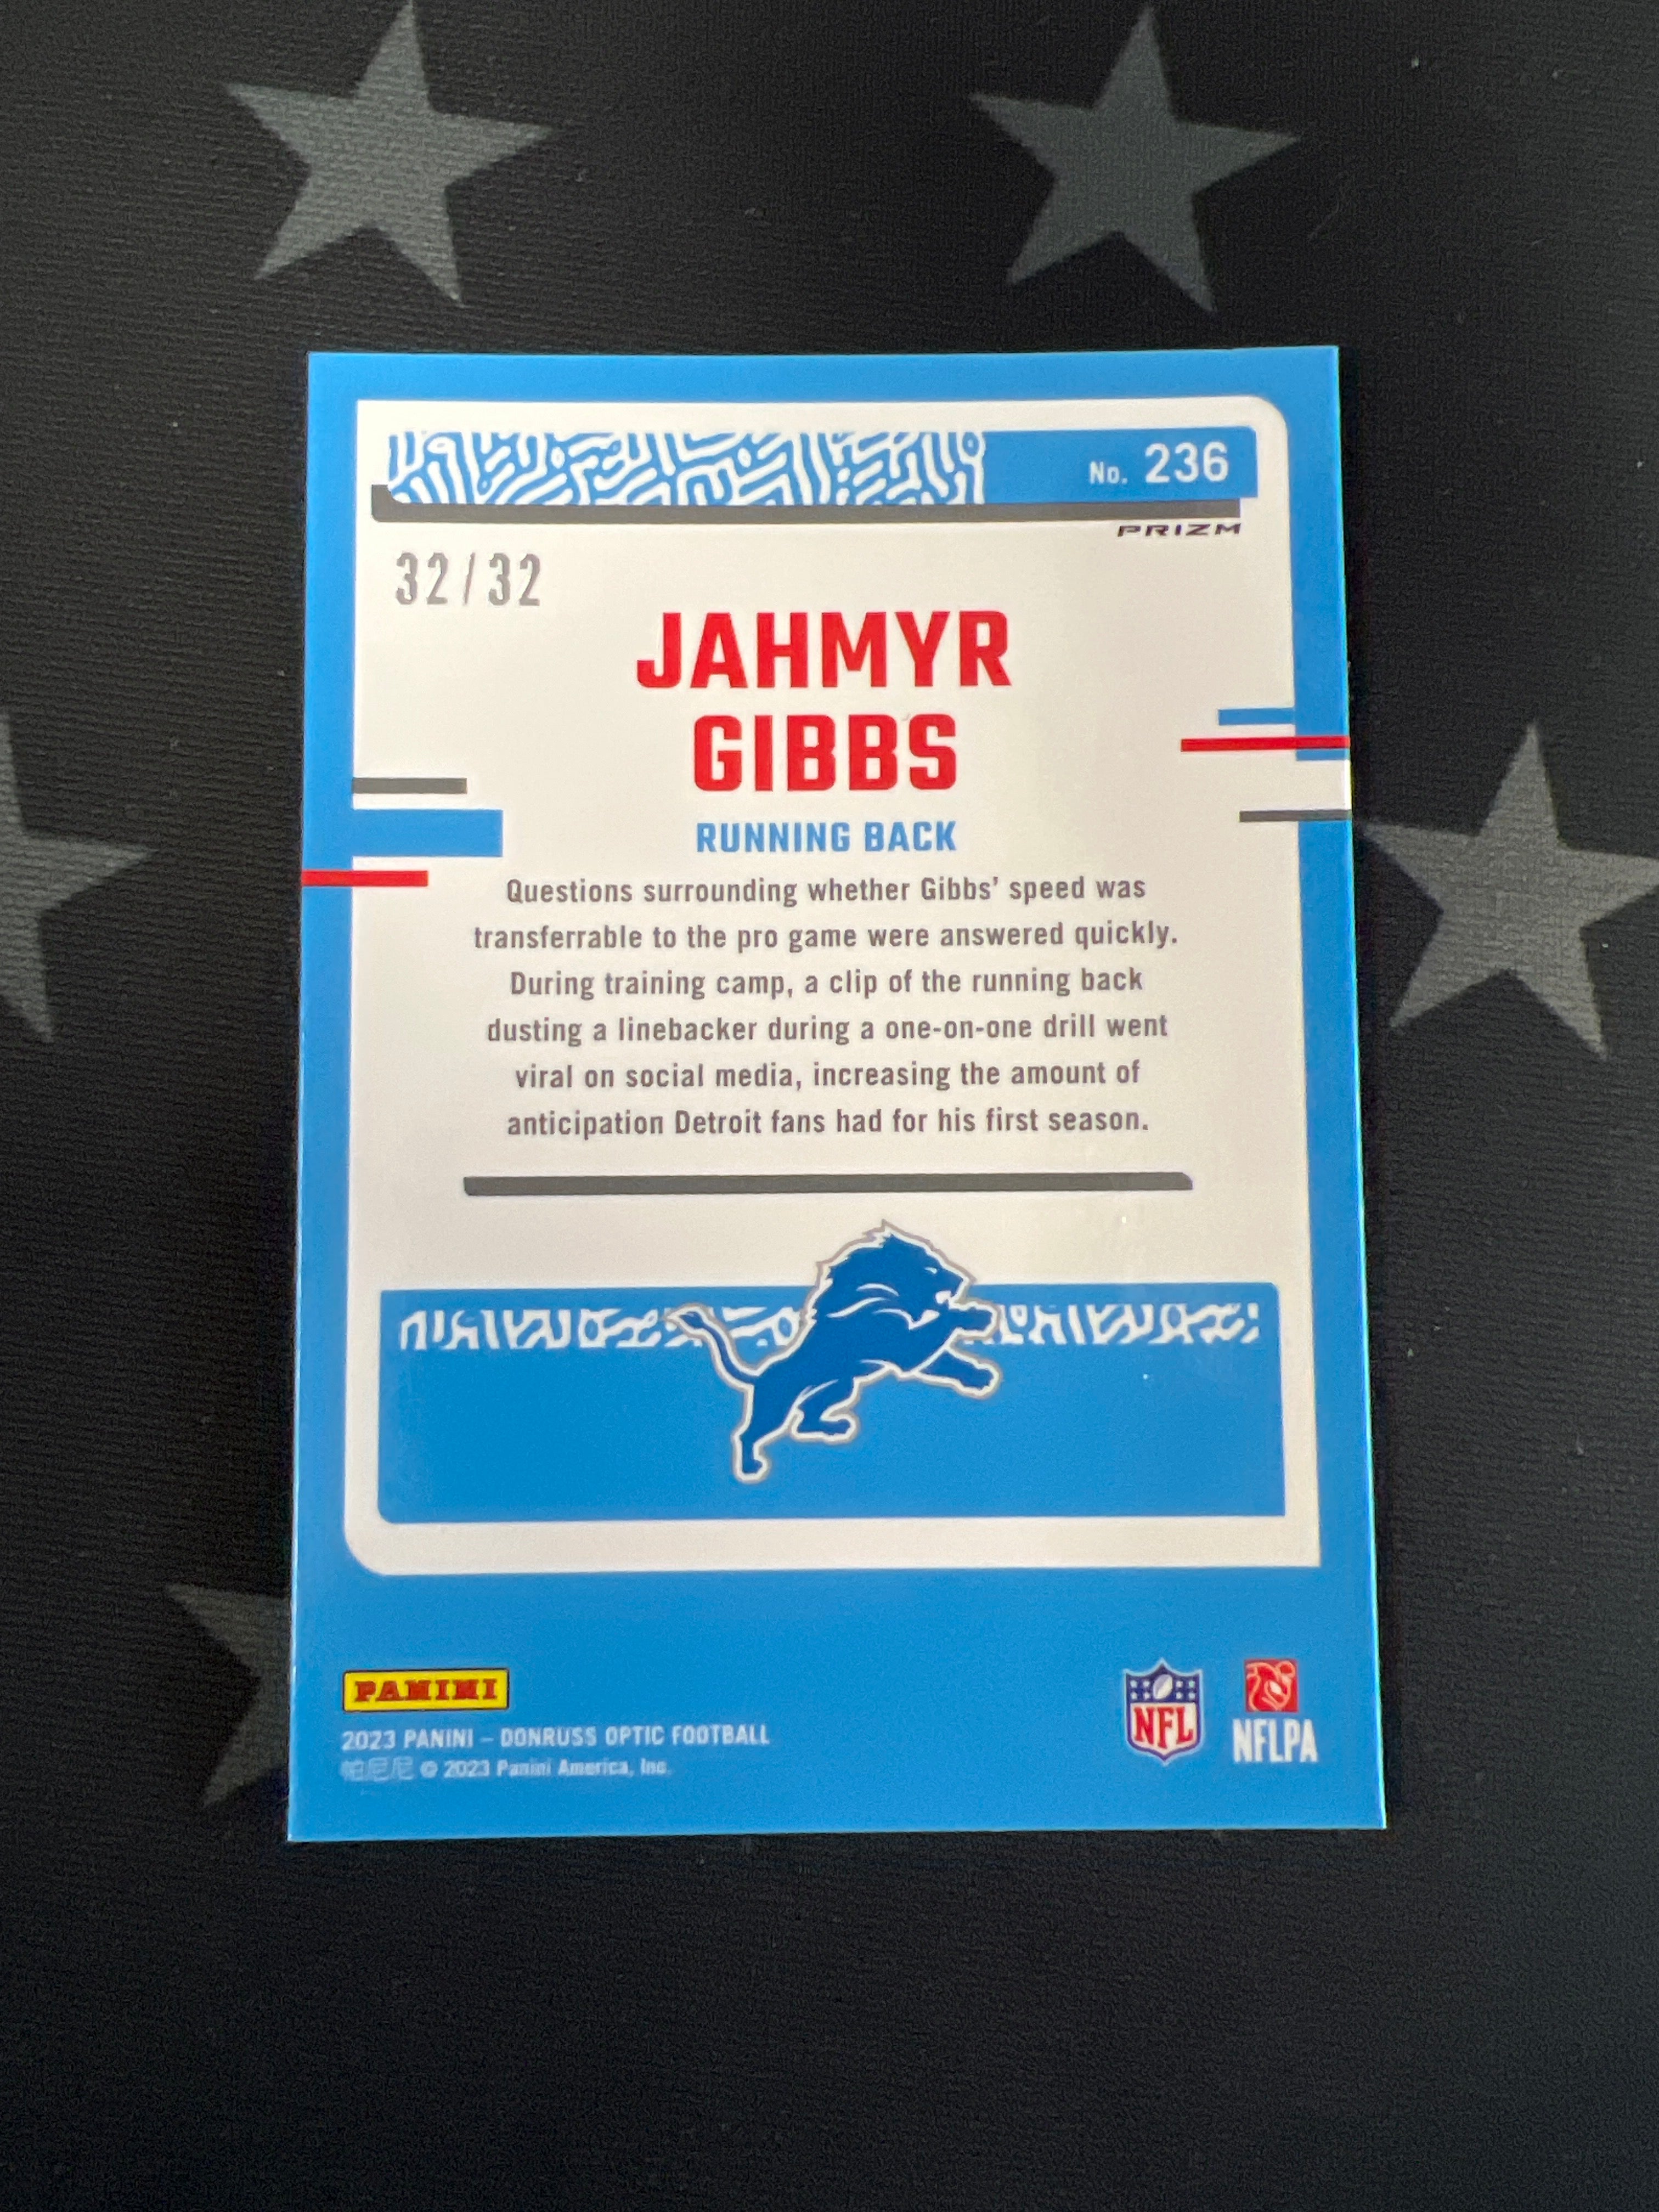 No. 236
PRIZM
32/32
JAHMYR
GIBBS
RUNNING BACK
Questions surrounding whether Gibbs’ speed was
transferrable to the pro game were answered quickly.
During training camp, a clip of the running back
dusting a linebacker during a one-on-one drill went
viral on social media, increasing the amount of
anticipation Detroit fans had for his first season.
PANINI
2023 PANINI – DONRUSS OPTIC FOOTBALL
帕尼尼 © 2023 Panini America, Inc.
NFL
NFLPA